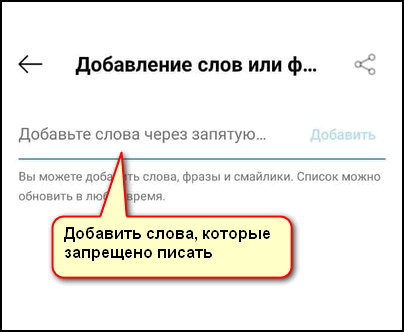 Добавление слов или ф...
Добавьте слова через запятую... Добавить
Вы можете добавить слова, фразы и смайлики. Список можно
обновить в любое время.
Добавить слова, которые
запрещено писать